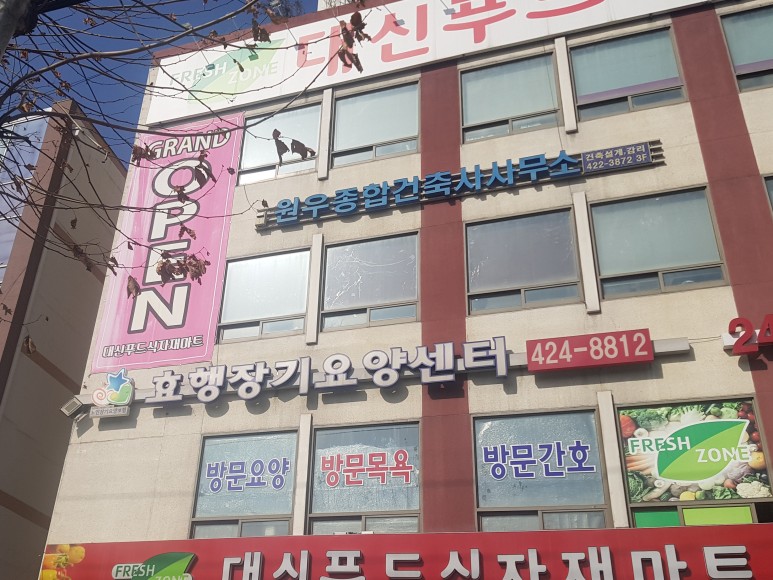 FRESH ZONE 대신푸드
GRAND OPEN
대신푸드식자재마트
원우종합건축사사무소
건축설계.감리
422-3872 3F
효행장기요양센터 424-8812
24
방문요양 방문목욕 방문간호
FRESH ZONE
FRESH ZONE 대신푸드식자재마트